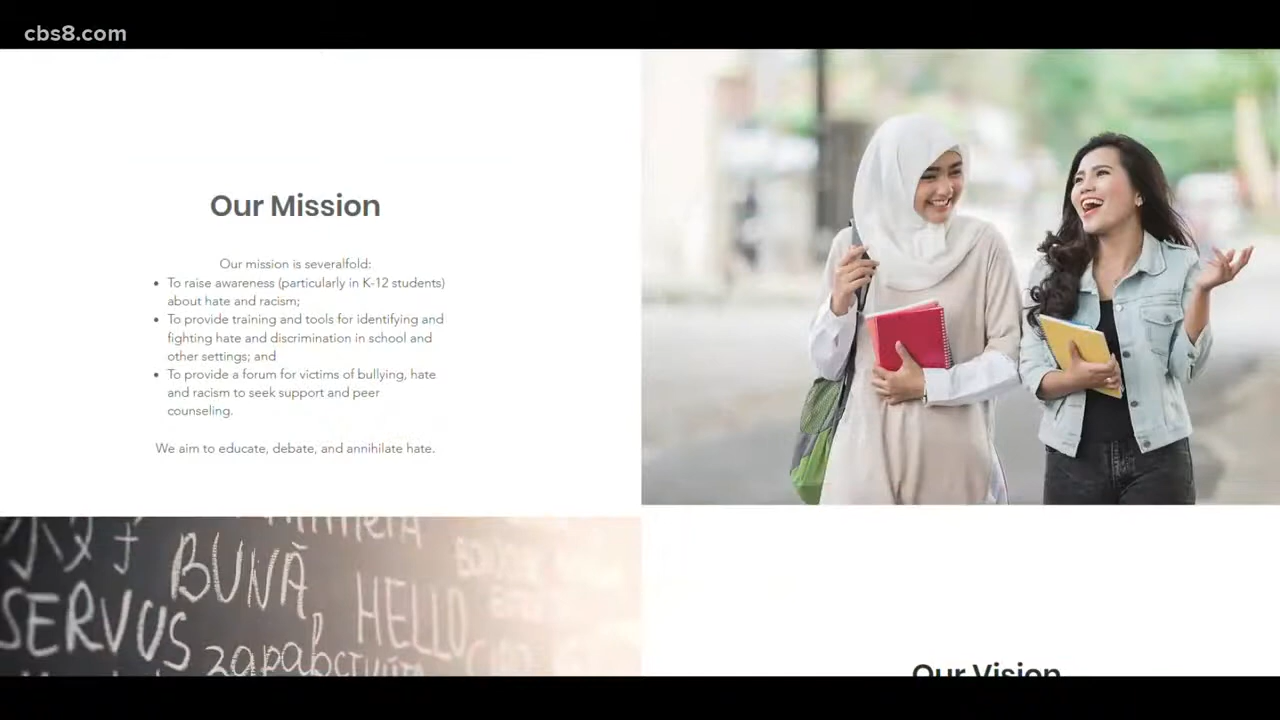 cbs8.com
Our Mission
Our mission is severalfold:
• To raise awareness (particularly in K-12 students)
about hate and racism;
• To provide training and tools for identifying and
fighting hate and discrimination in school and
other settings; and
• To provide a forum for victims of bullying, hate
and racism to seek support and peer
counseling.
We aim to educate, debate, and annihilate hate.
BUNĂ
HELLO
SERVUS
Our Vision